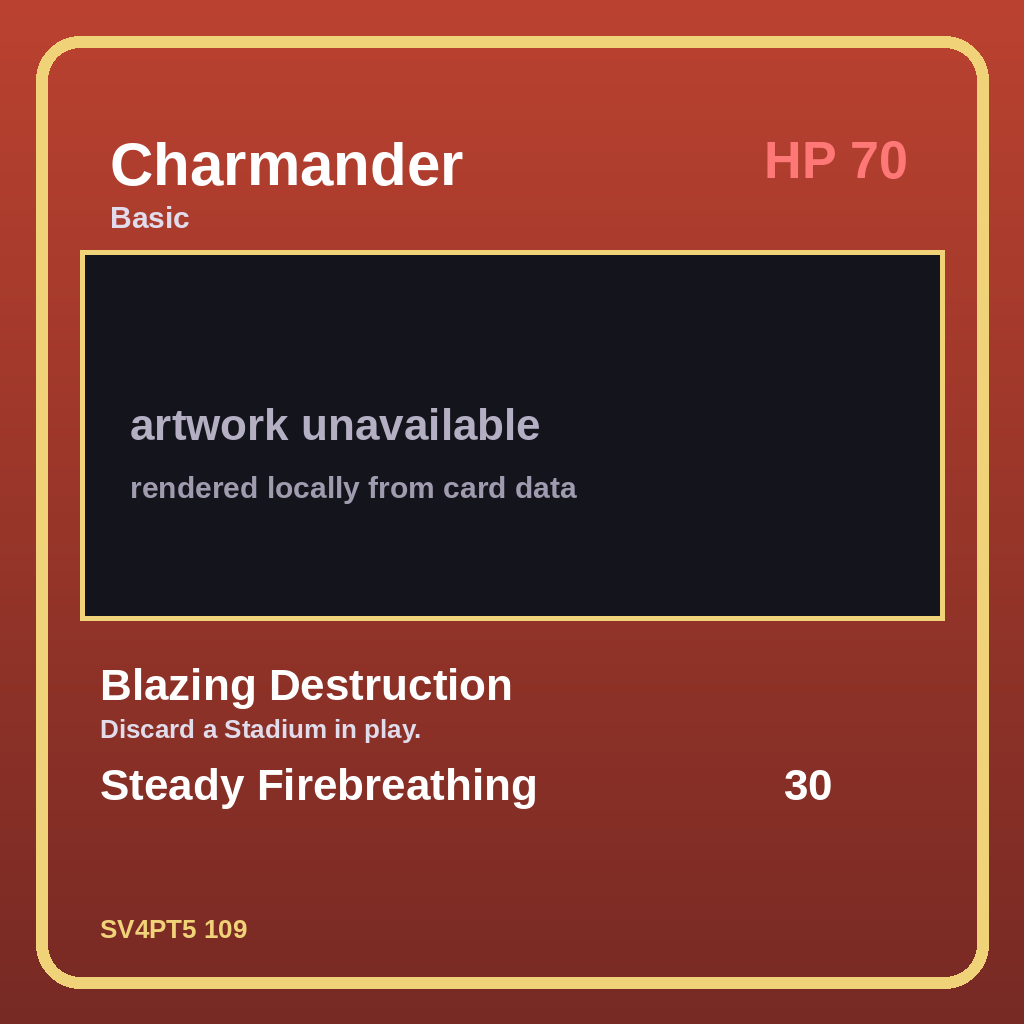 Charmander
HP 70
Basic
artwork unavailable
rendered locally from card data
Blazing Destruction
Discard a Stadium in play.
Steady Firebreathing 30
SV4PT5 109